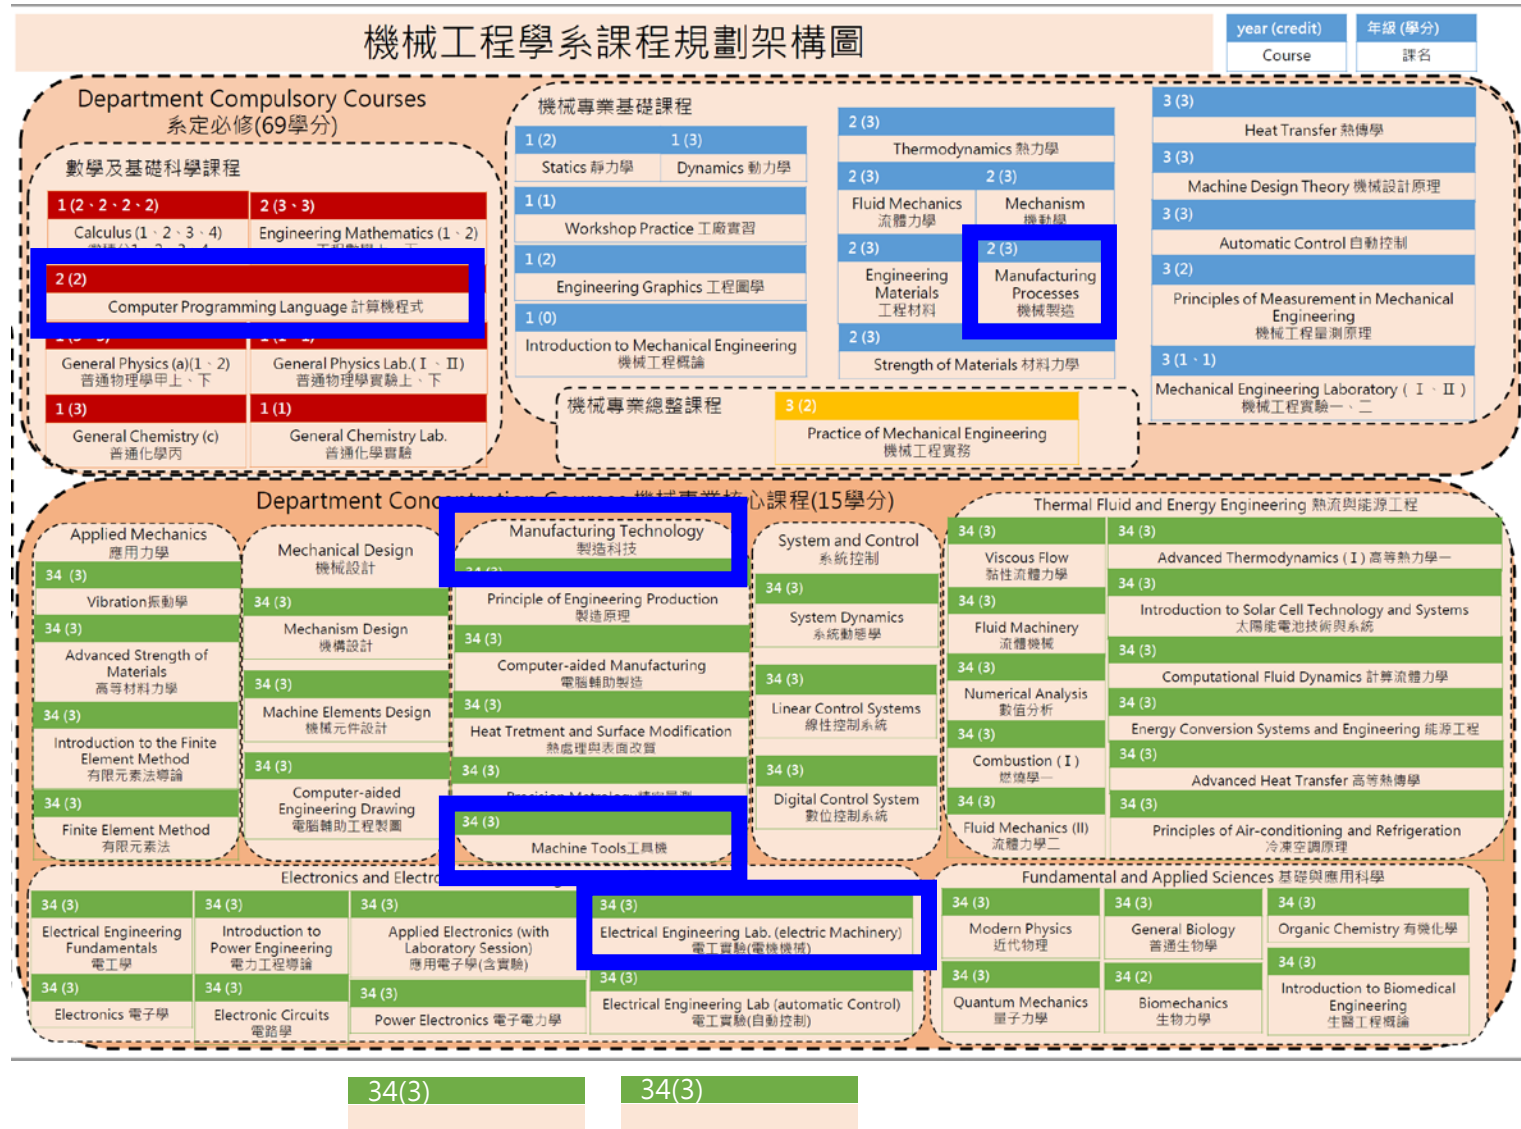 機械工程學系課程規劃架構圖
year (credit)
Course
年級 (學分)
課名
Department Compulsory Courses
系定必修(69學分)
數學及基礎科學課程
1 (2、2、2、2)
Calculus (1、2、3、4)
2 (3、3)
Engineering Mathematics (1、2)
2 (2)
Computer Programming Language 計算機程式
General Physics (a)(1、2)
普通物理學甲上、下
General Physics Lab.(Ⅰ、Ⅱ)
普通物理學實驗上、下
1 (3)
General Chemistry (c)
普通化學丙
1 (1)
General Chemistry Lab.
普通化學實驗
機械專業基礎課程
1 (2)
Statics 靜力學
1 (3)
Dynamics 動力學
1 (1)
Workshop Practice 工廠實習
1 (2)
Engineering Graphics 工程圖學
1 (0)
Introduction to Mechanical Engineering
機械工程概論
2 (3)
Thermodynamics 熱力學
2 (3)
Fluid Mechanics
流體力學
2 (3)
Mechanism
機動學
2 (3)
Engineering
Materials
工程材料
2 (3)
Manufacturing
Processes
機械製造
2 (3)
Strength of Materials 材料力學
3 (3)
Heat Transfer 熱傳學
3 (3)
Machine Design Theory 機械設計原理
3 (3)
Automatic Control 自動控制
3 (2)
Principles of Measurement in Mechanical
Engineering
機械工程量測原理
3 (1、1)
Mechanical Engineering Laboratory (Ⅰ、Ⅱ)
機械工程實驗一、二
機械專業總整課程
3 (2)
Practice of Mechanical Engineering
機械工程實務
Department Concentration Courses 機械專業核心課程(15學分)
Applied Mechanics
應用力學
34 (3)
Vibration振動學
34 (3)
Advanced Strength of
Materials
高等材料力學
34 (3)
Introduction to the Finite
Element Method
有限元素法導論
34 (3)
Finite Element Method
有限元素法
Mechanical Design
機械設計
34 (3)
Mechanism Design
機構設計
34 (3)
Machine Elements Design
機械元件設計
34 (3)
Computer-aided
Engineering Drawing
電腦輔助工程製圖
Manufacturing Technology
製造科技
34 (3)
Principle of Engineering Production
製造原理
34 (3)
Computer-aided Manufacturing
電腦輔助製造
34 (3)
Heat Tretment and Surface Modification
熱處理與表面改質
34 (3)
Precision Metrology精密量測
34 (3)
Machine Tools工具機
System and Control
系統控制
34 (3)
System Dynamics
系統動態學
34 (3)
Linear Control Systems
線性控制系統
34 (3)
Digital Control System
數位控制系統
Thermal Fluid and Energy Engineering 熱流與能源工程
34 (3)
Viscous Flow
黏性流體力學
34 (3)
Fluid Machinery
流體機械
34 (3)
Numerical Analysis
數值分析
34 (3)
Combustion (Ⅰ)
燃燒學一
34 (3)
Fluid Mechanics (II)
流體力學二
34 (3)
Advanced Thermodynamics (Ⅰ) 高等熱力學一
34 (3)
Introduction to Solar Cell Technology and Systems
太陽能電池技術與系統
34 (3)
Computational Fluid Dynamics 計算流體力學
34 (3)
Energy Conversion Systems and Engineering 能源工程
34 (3)
Advanced Heat Transfer 高等熱傳學
34 (3)
Principles of Air-conditioning and Refrigeration
冷凍空調原理
Electronics and
34 (3)
Electrical Engineering
Fundamentals
電工學
34 (3)
Introduction to
Power Engineering
電力工程導論
34 (3)
Applied Electronics (with
Laboratory Session)
應用電子學(含實驗)
34 (3)
Electrical Engineering Lab. (electric Machinery)
電工實驗(電機機械)
34 (3)
Electronics 電子學
34 (3)
Electronic Circuits
電路學
34 (3)
Power Electronics 電子電力學
34 (3)
Electrical Engineering Lab (automatic Control)
電工實驗(自動控制)
Fundamental and Applied Sciences 基礎與應用科學
34 (3)
Modern Physics
近代物理
34 (3)
General Biology
普通生物學
34 (3)
Organic Chemistry 有機化學
34 (3)
Quantum Mechanics
量子力學
34 (2)
Biomechanics
生物力學
34 (3)
Introduction to Biomedical
Engineering
生醫工程概論
34(3)
34(3)